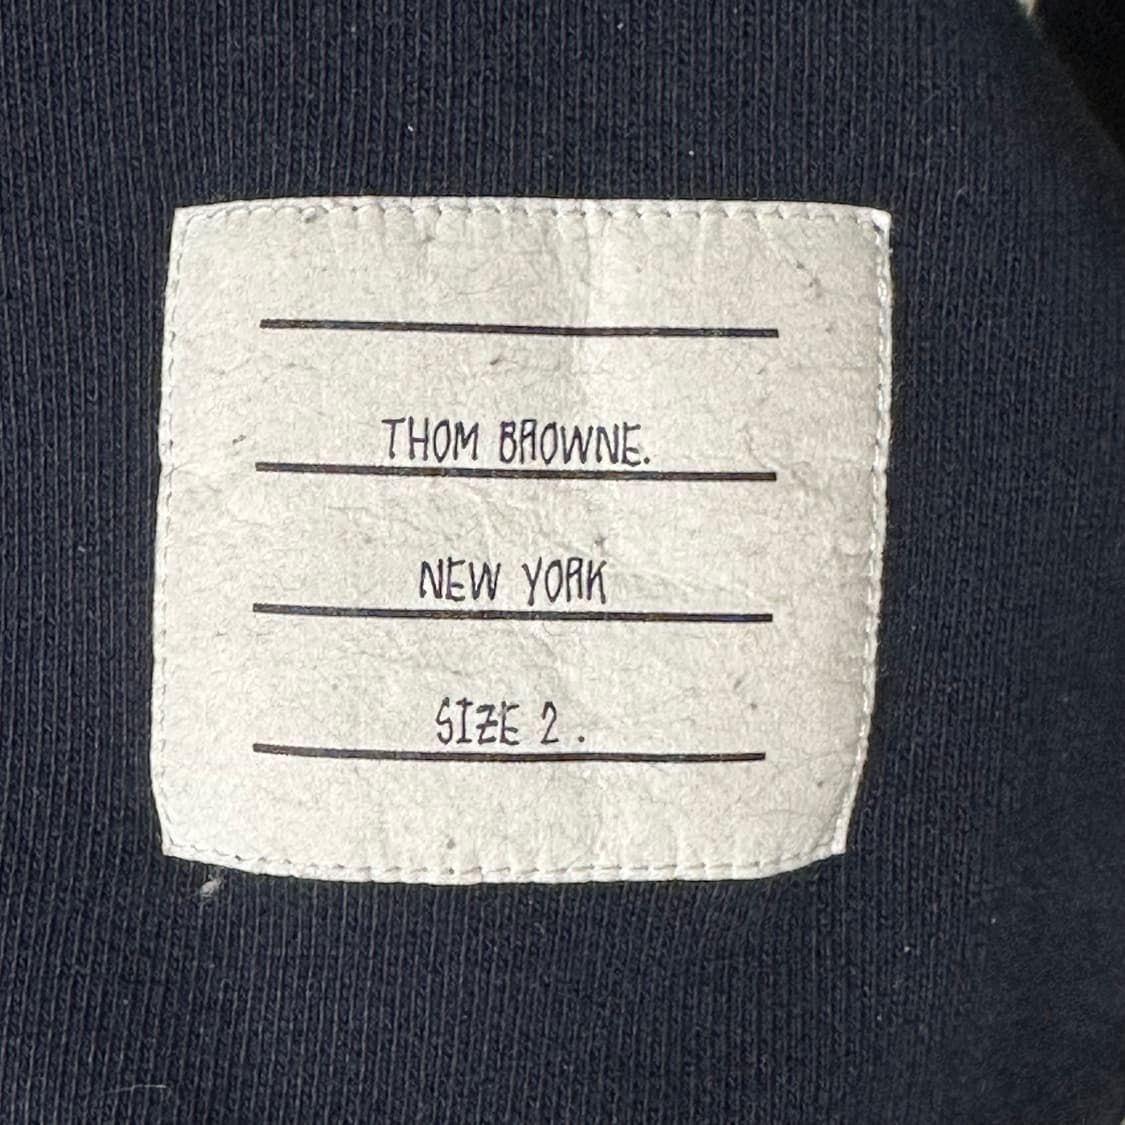 THOM BROWNE.
NEW YORK
SIZE 2.